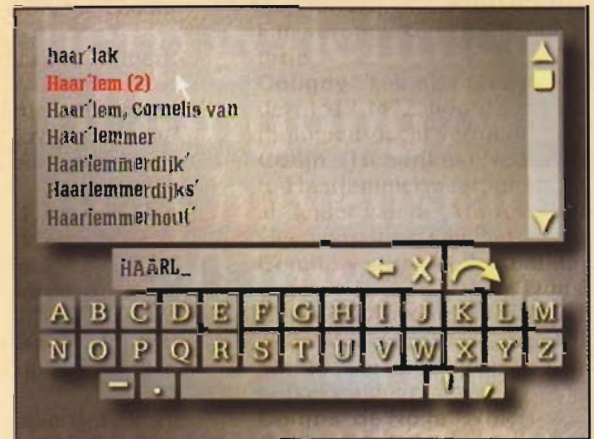 haar´lak
Haar´lem (2)
Haar´lem, Cornelis van
Haar´lemmer
Haarlemmerdijk´
Haarlemmerdijks´
Haarlemmerhout´
HAARL_
A B C D E F G H I J K L M
N O P Q R S T U V W X Y Z
- . ' ,